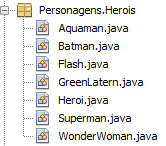 Personagens.Herois
Aquaman.java
Batman.java
Flash.java
GreenLatern.java
Heroi.java
Superman.java
WonderWoman.java